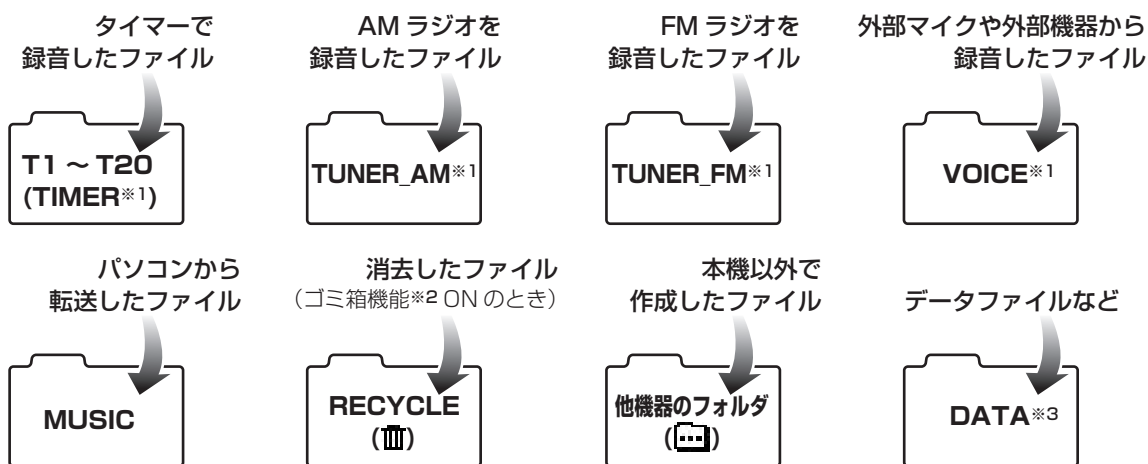 タイマーで
録音したファイル
T1 ～ T20
(TIMER※1)
AM ラジオを
録音したファイル
TUNER_AM※1
FM ラジオを
録音したファイル
TUNER_FM※1
外部マイクや外部機器から
録音したファイル
VOICE※1
パソコンから
転送したファイル
MUSIC
消去したファイル
（ゴミ箱機能※2 ON のとき）
RECYCLE
( )
本機以外で
作成したファイル
他機器のフォルダ
( )
データファイルなど
DATA※3